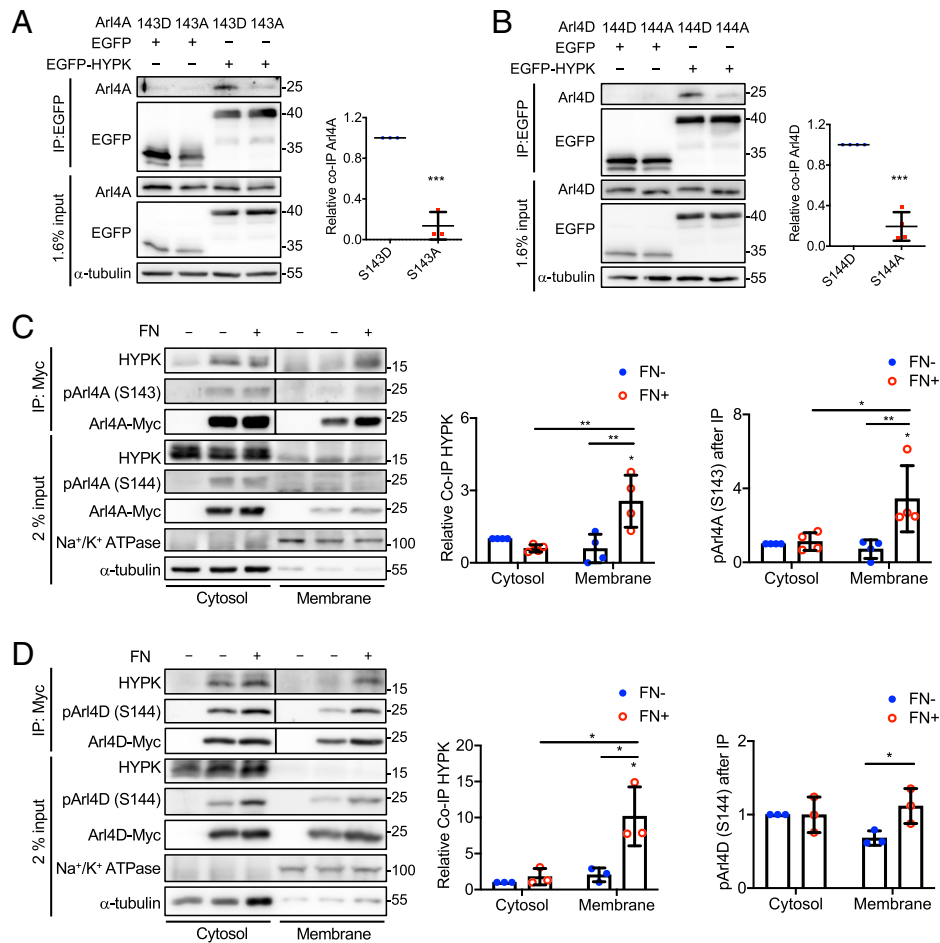 A
Arl4A 143D 143A 143D 143A
EGFP + + – –
EGFP-HYPK – – + +
IP:EGFP
Arl4A
25
EGFP
40
35
1.6% input
Arl4A
EGFP
40
35
α-tubulin
55
Relative co-IP Arl4A
1.2
0.6
0.0
***
S143D
S143A
B
Arl4D 144D 144A 144D 144A
EGFP + + – –
EGFP-HYPK – – + +
IP:EGFP
Arl4D
25
EGFP
40
35
1.6% input
Arl4D
EGFP
40
35
α-tubulin
55
Relative co-IP Arl4D
1.2
0.6
0.0
***
S144D
S144A
C
FN – – + – – +
IP: Myc
HYPK
15
pArl4A (S143)
25
Arl4A-Myc
25
2 % input
HYPK
15
pArl4A (S144)
25
Arl4A-Myc
25
Na⁺/K⁺ ATPase
100
α-tubulin
55
Cytosol Membrane
FN-
FN+
Relative Co-IP HYPK
6
3
0
**
**
*
Cytosol Membrane
FN-
FN+
pArl4A (S143) after IP
8
4
0
*
**
*
Cytosol Membrane
D
FN – – + – – +
IP: Myc
HYPK
15
pArl4D (S144)
25
Arl4D-Myc
25
2 % input
HYPK
15
pArl4D (S144)
25
Arl4D-Myc
25
Na⁺/K⁺ ATPase
100
α-tubulin
55
Cytosol Membrane
FN-
FN+
Relative Co-IP HYPK
20
15
10
5
0
*
*
*
Cytosol Membrane
FN-
FN+
pArl4D (S144) after IP
2
1
0
*
Cytosol Membrane